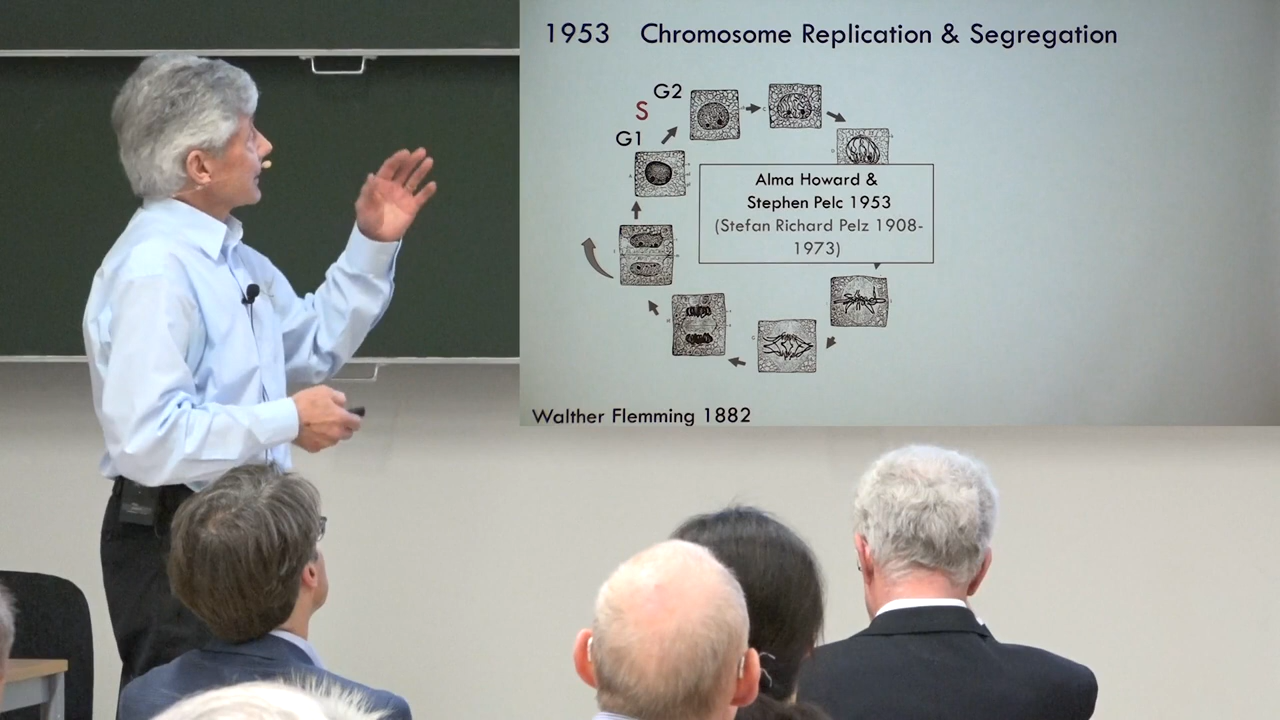 1953 Chromosome Replication & Segregation
G2
S
G1
Alma Howard &
Stephen Pelc 1953
(Stefan Richard Pelz 1908-
1973)
Walther Flemming 1882